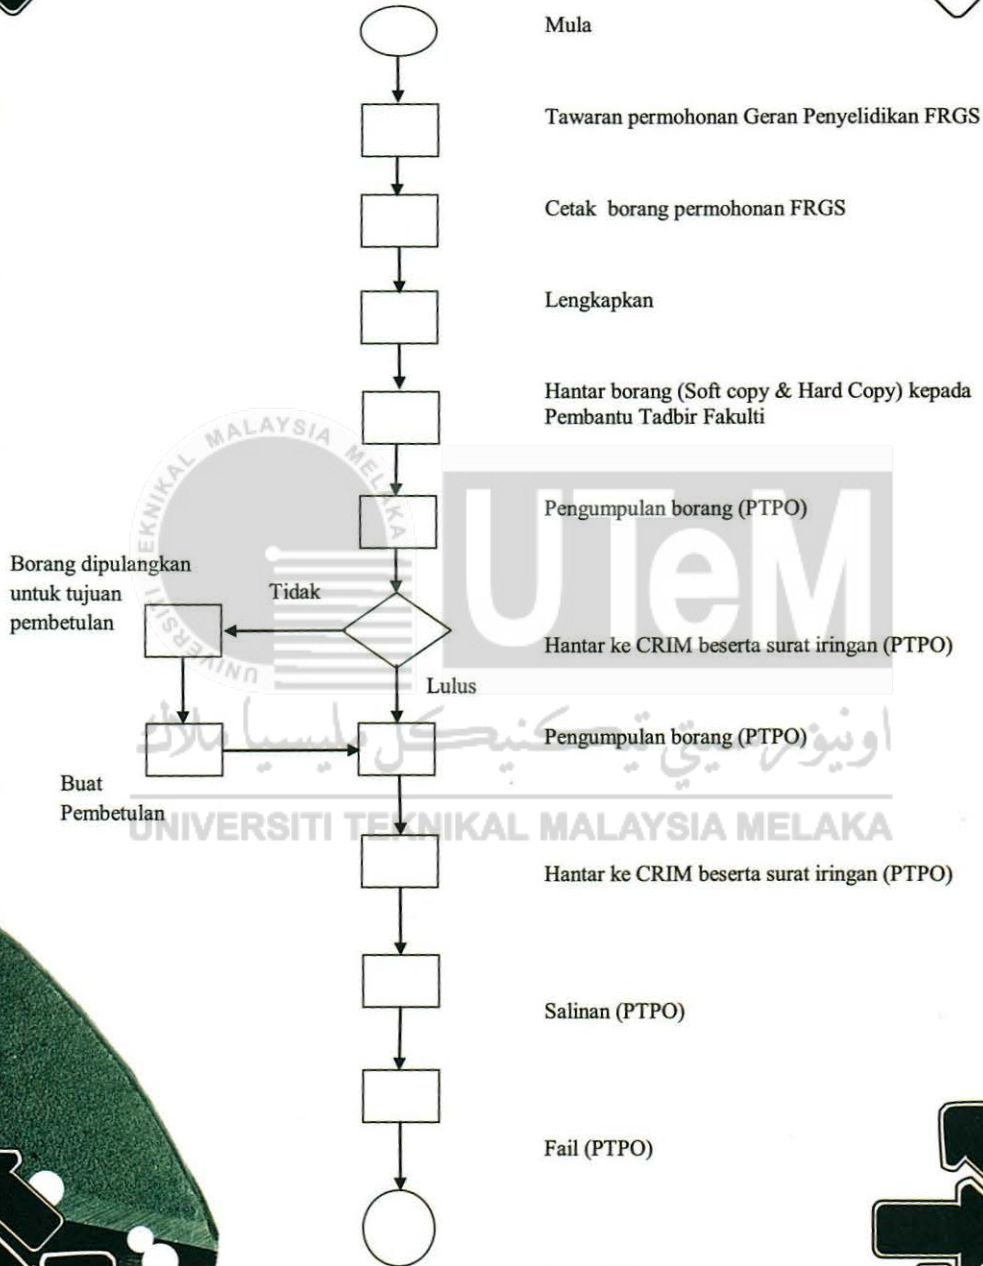 Mula
Tawaran permohonan Geran Penyelidikan FRGS
Cetak borang permohonan FRGS
Lengkapkan
Hantar borang (Soft copy & Hard Copy) kepada
Pembantu Tadbir Fakulti
Pengumpulan borang (PTPO)
Borang dipulangkan
untuk tujuan
pembetulan
Tidak
Hantar ke CRIM beserta surat iringan (PTPO)
Lulus
Pengumpulan borang (PTPO)
Buat
Pembetulan
Hantar ke CRIM beserta surat iringan (PTPO)
Salinan (PTPO)
Fail (PTPO)
UNIVERSITI TEKNIKAL MALAYSIA MELAKA
UTeM
اونيۏرسيتي تيكنيكل مليسيا ملاك
UNIVERSITI TEKNIKAL MALAYSIA MELAKA